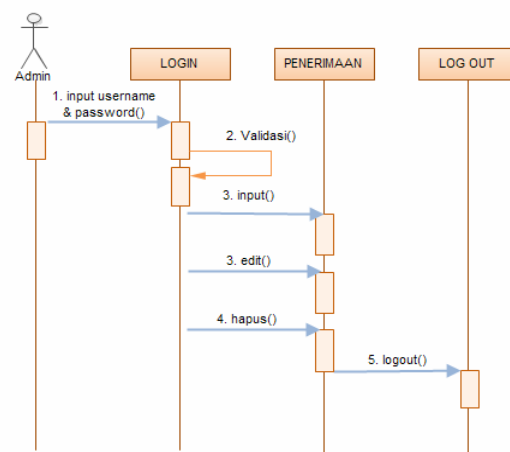 Admin
LOGIN
PENERIMAAN
LOG OUT
1. input username
& password()
2. Validasi()
3. input()
3. edit()
4. hapus()
5. logout()